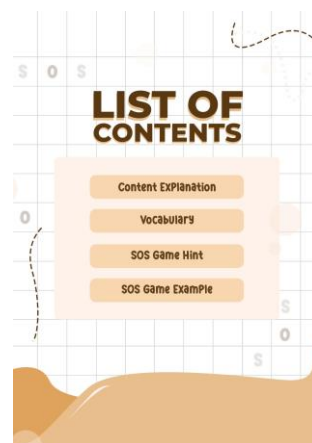 S O S
LIST OF
CONTENTS
Content Explanation
Vocabulary
O
SOS Game Hint
SOS Game Example
S
O
S